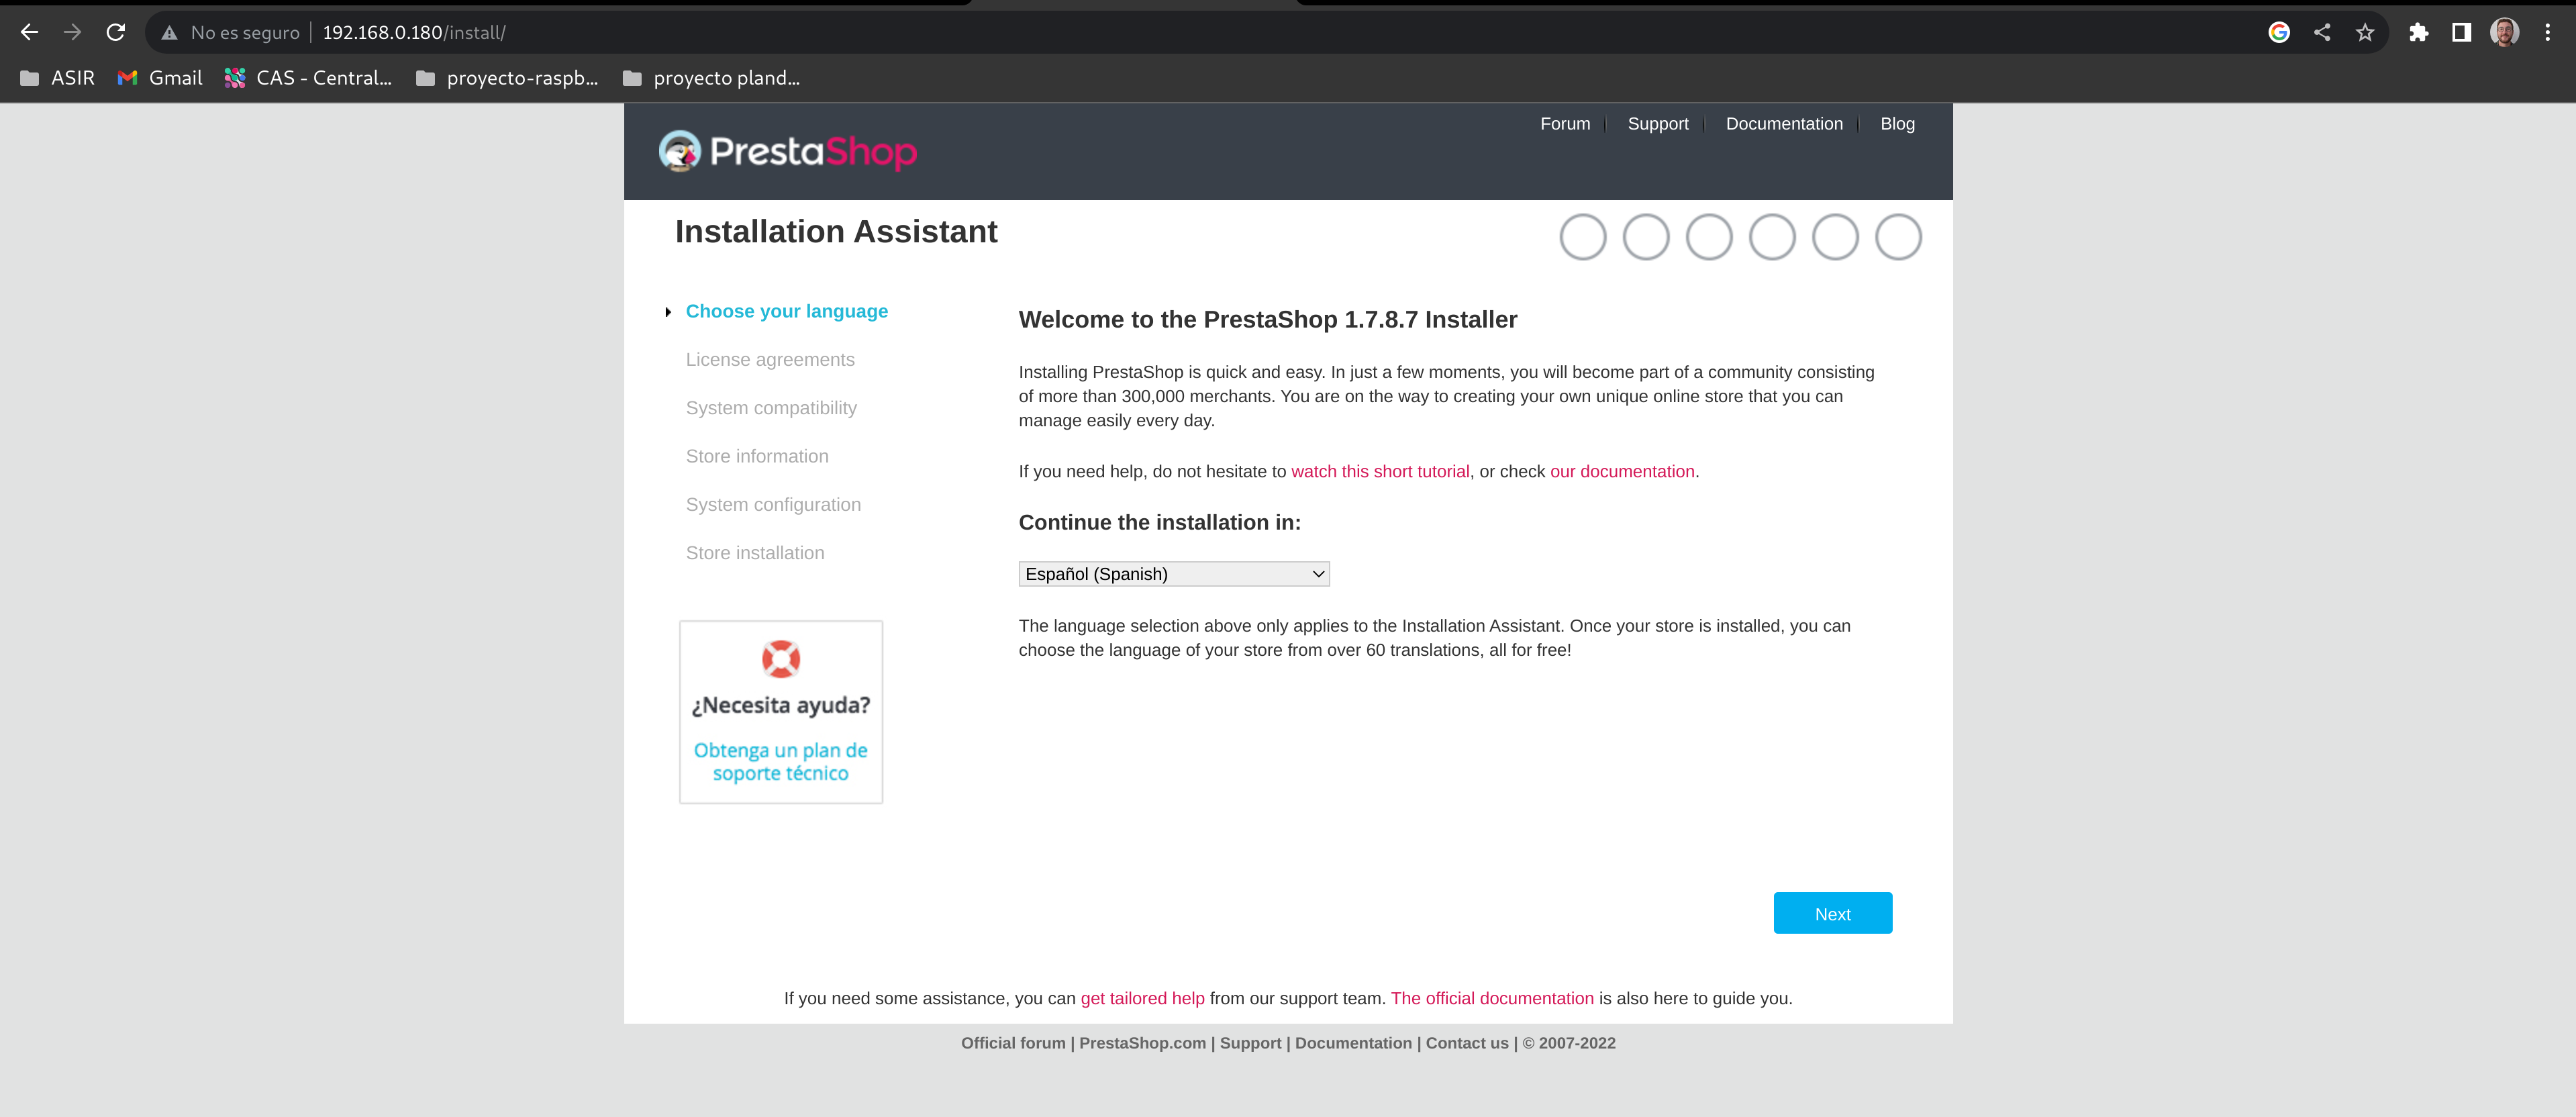 No es seguro | 192.168.0.180/install/
ASIR Gmail CAS - Central... proyecto-raspb... proyecto pland...
PrestaShop
Forum Support Documentation Blog
Installation Assistant
Choose your language
License agreements
System compatibility
Store information
System configuration
Store installation
¿Necesita ayuda?
Obtenga un plan de
soporte técnico
Welcome to the PrestaShop 1.7.8.7 Installer
Installing PrestaShop is quick and easy. In just a few moments, you will become part of a community consisting
of more than 300,000 merchants. You are on the way to creating your own unique online store that you can
manage easily every day.
If you need help, do not hesitate to watch this short tutorial, or check our documentation.
Continue the installation in:
Español (Spanish)
The language selection above only applies to the Installation Assistant. Once your store is installed, you can
choose the language of your store from over 60 translations, all for free!
Next
If you need some assistance, you can get tailored help from our support team. The official documentation is also here to guide you.
Official forum | PrestaShop.com | Support | Documentation | Contact us | © 2007-2022